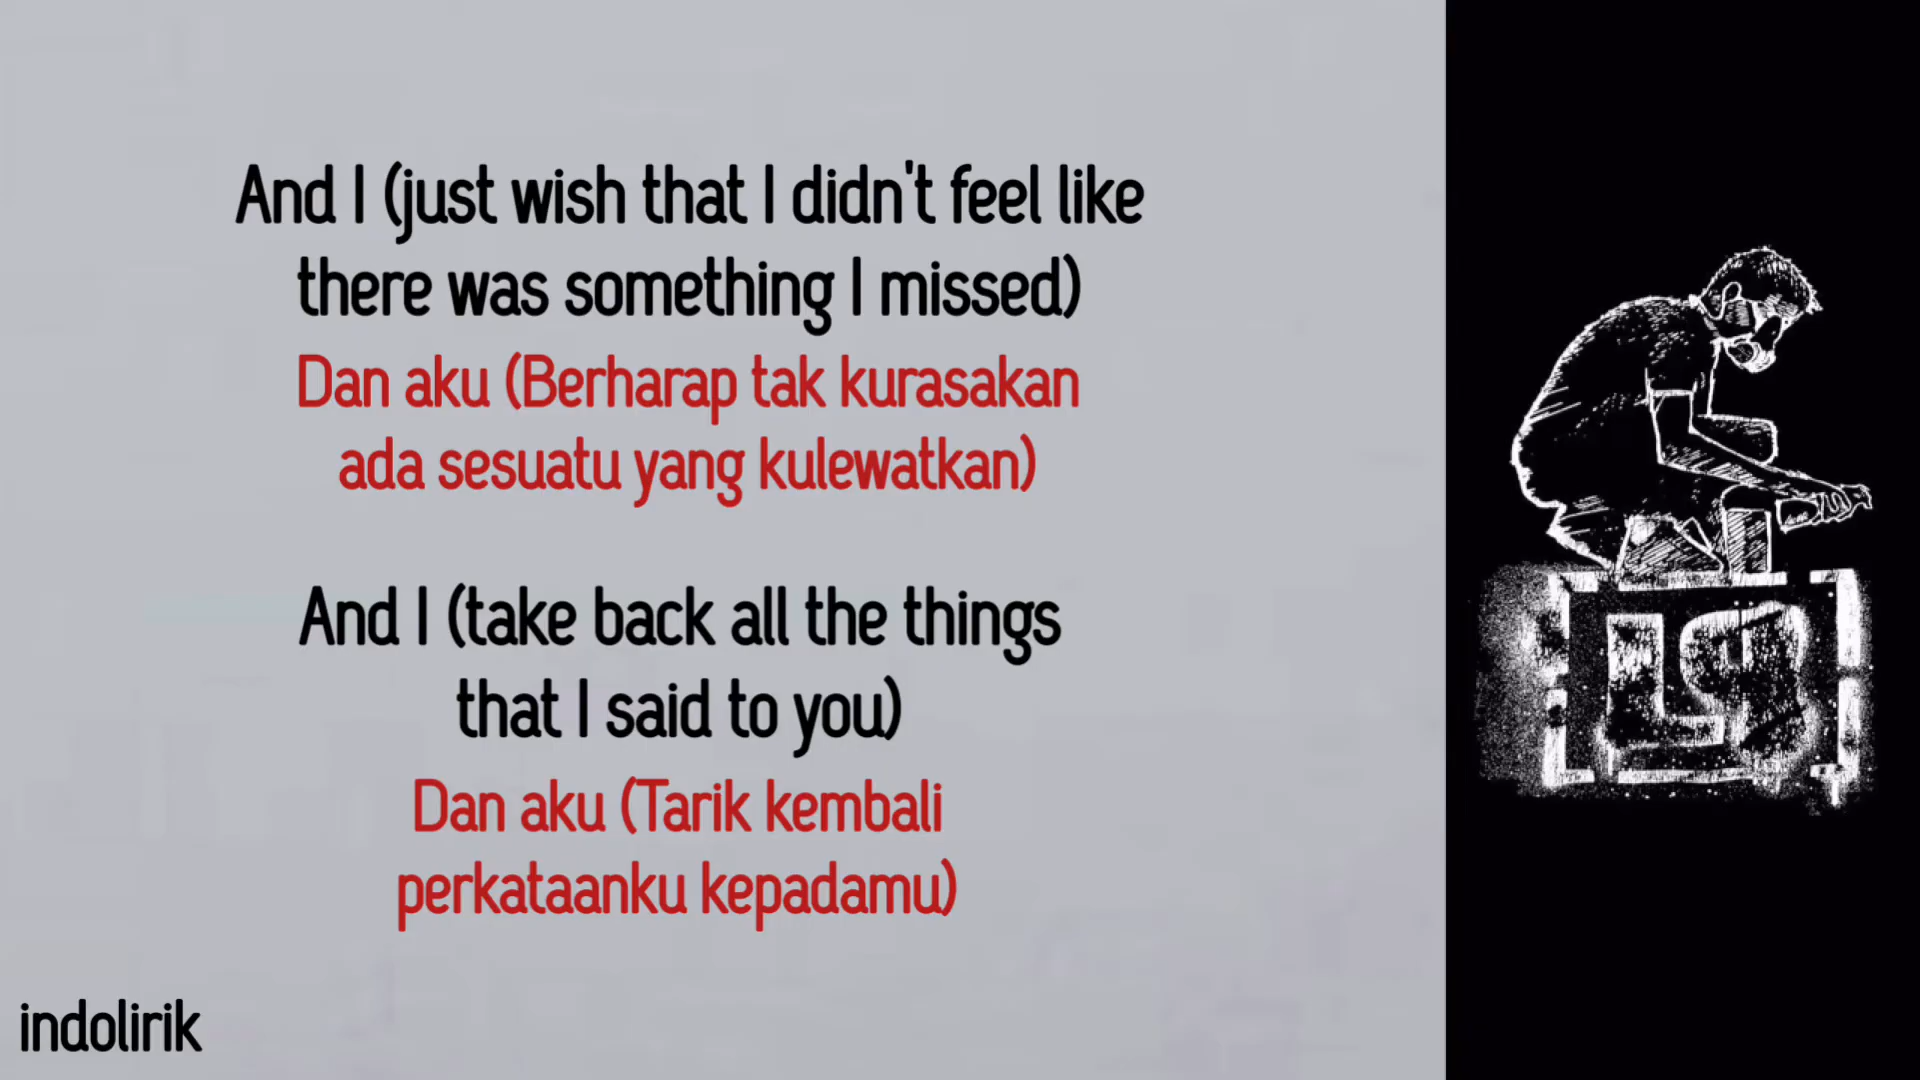 And I (just wish that I didn't feel like
there was something I missed)
Dan aku (Berharap tak kurasakan
ada sesuatu yang kulewatkan)
And I (take back all the things
that I said to you)
Dan aku (Tarik kembali
perkataanku kepadamu)
indolirik
LP